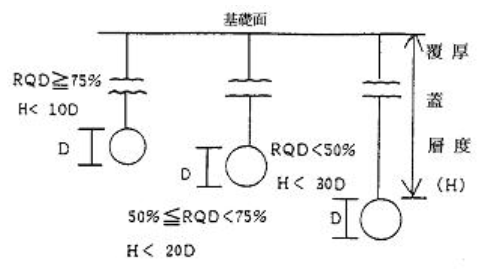 基礎面
RQD≧75%
H< 10D
D
D
RQD<50%
H< 30D
50%≦RQD<75%
H< 20D
D
覆厚
蓋
層度
(H)